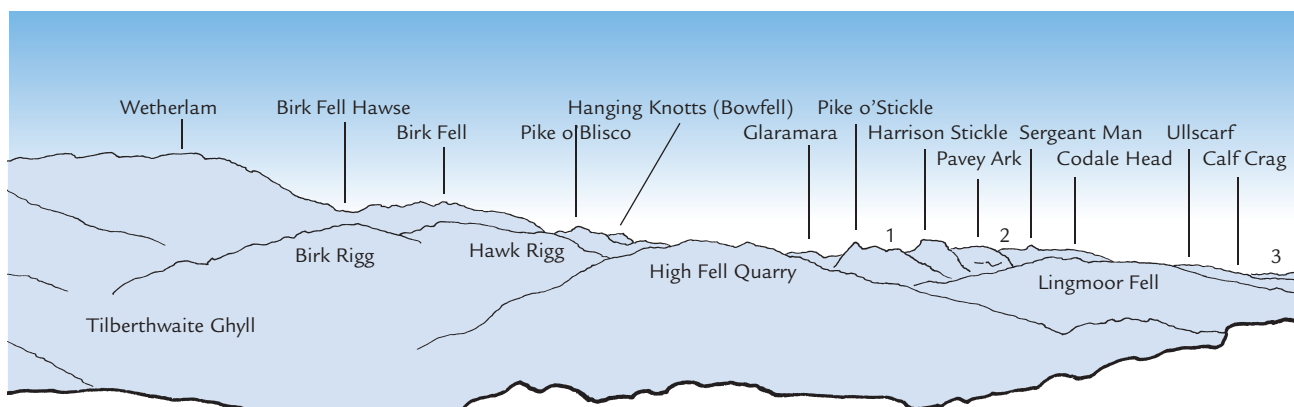 Wetherlam
Birk Fell Hawse
Hanging Knotts (Bowfell)
Pike o'Stickle
Birk Fell
Pike o'Blisco
Glaramara
Harrison Stickle
Sergeant Man
Ullscarf
Pavey Ark
Codale Head
Calf Crag
1
2
3
Birk Rigg
Hawk Rigg
High Fell Quarry
Lingmoor Fell
Tilberthwaite Ghyll